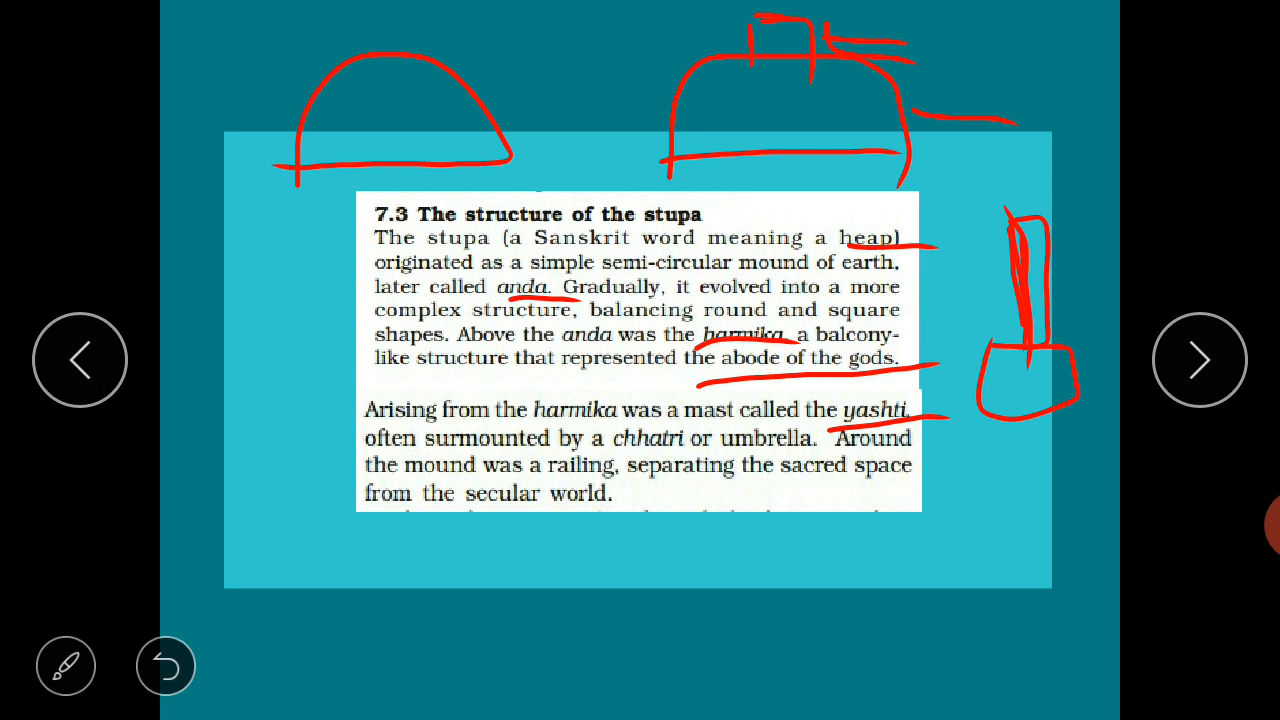 7.3 The structure of the stupa
The stupa (a Sanskrit word meaning a heap)
originated as a simple semi-circular mound of earth,
later called anda. Gradually, it evolved into a more
complex structure, balancing round and square
shapes. Above the anda was the harmika, a balcony-
like structure that represented the abode of the gods.
Arising from the harmika was a mast called the yashti,
often surmounted by a chhatri or umbrella. Around
the mound was a railing, separating the sacred space
from the secular world.